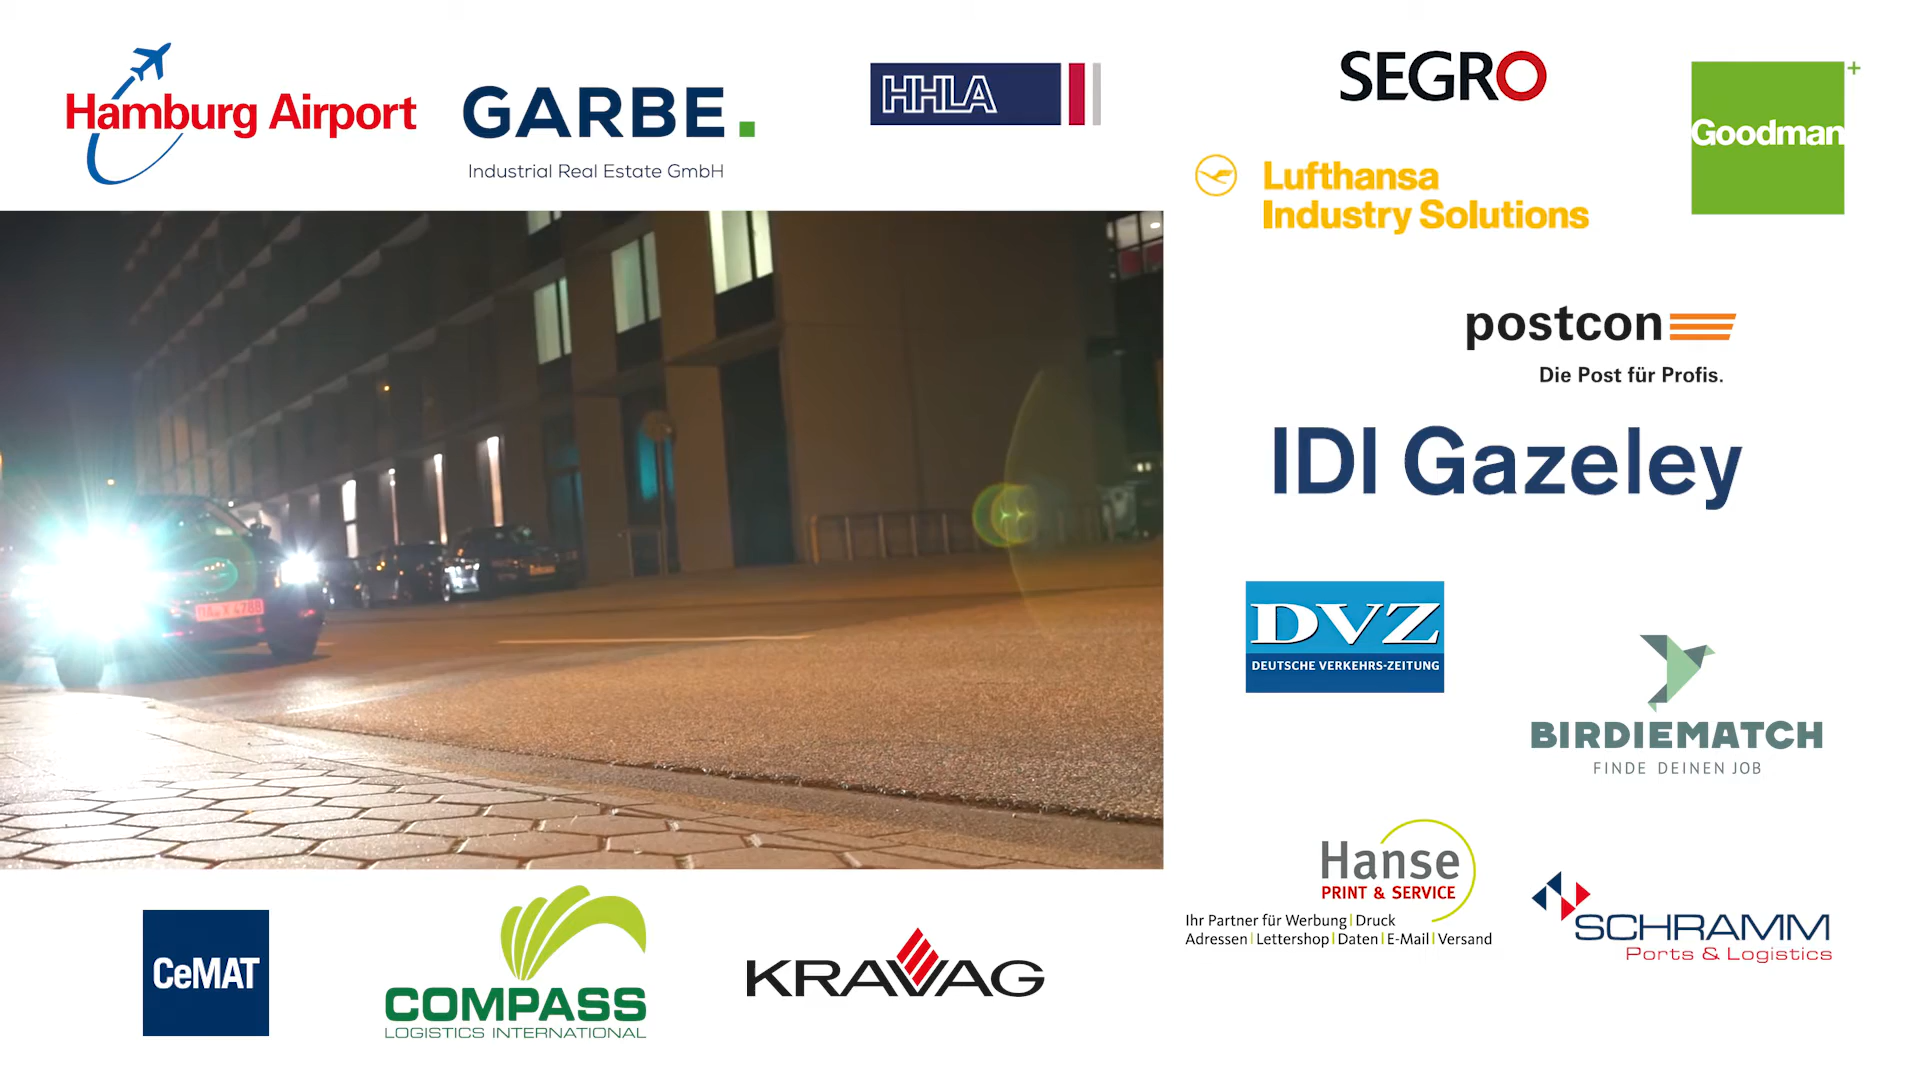 Hamburg Airport
GARBE.
Industrial Real Estate GmbH
HHLA
SEGRO
Goodman
Lufthansa
Industry Solutions
postcon
Die Post für Profis.
IDI Gazeley
DVZ
DEUTSCHE VERKEHRS-ZEITUNG
BIRDIEMATCH
FINDE DEINEN JOB
Hanse
PRINT & SERVICE
Ihr Partner für Werbung|Druck
Adressen|Lettershop|Daten|E-Mail|Versand
SCHRAMM
Ports & Logistics
CeMAT
COMPASS
LOGISTICS INTERNATIONAL
KRAVAG